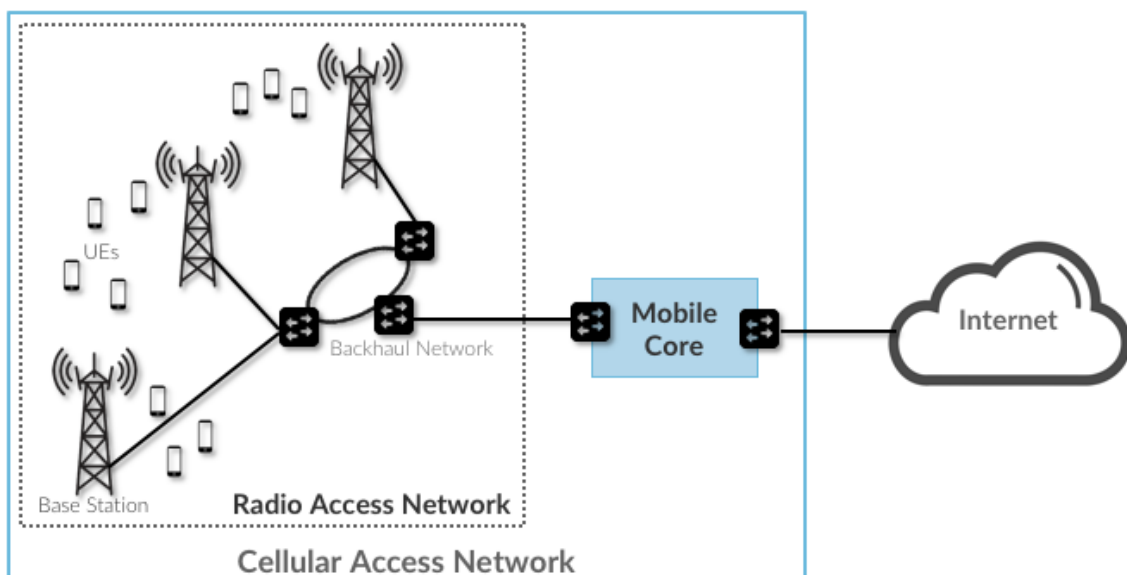 UEs
Backhaul Network
Mobile
Core
Internet
Base Station
Radio Access Network
Cellular Access Network